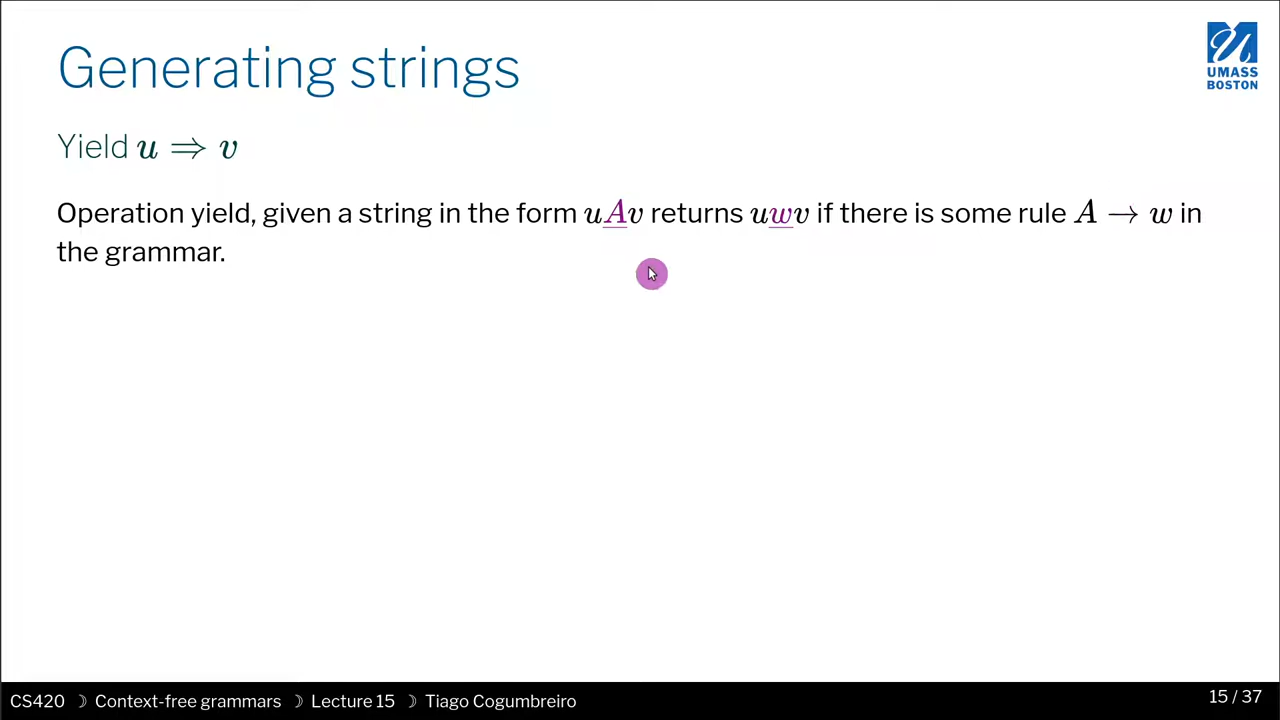 Generating strings
UMASS
BOSTON
Yield u ⇒ v
Operation yield, given a string in the form uAv returns uwv if there is some rule A → w in
the grammar.
CS420 ☽ Context-free grammars ☽ Lecture 15 ☽ Tiago Cogumbreiro
15 / 37